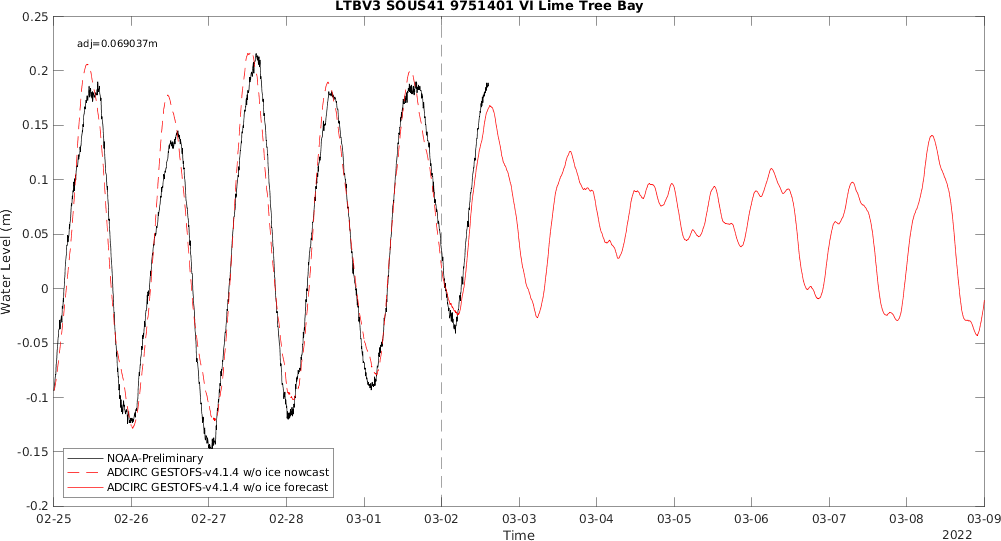 LTBV3 SOUS41 9751401 VI Lime Tree Bay
adj=0.069037m
Water Level (m)
0.25
0.2
0.15
0.1
0.05
0
-0.05
-0.1
-0.15
-0.2
NOAA-Preliminary
ADCIRC GESTOFS-v4.1.4 w/o ice nowcast
ADCIRC GESTOFS-v4.1.4 w/o ice forecast
02-25 02-26 02-27 02-28 03-01 03-02 03-03 03-04 03-05 03-06 03-07 03-08 03-09
Time
2022